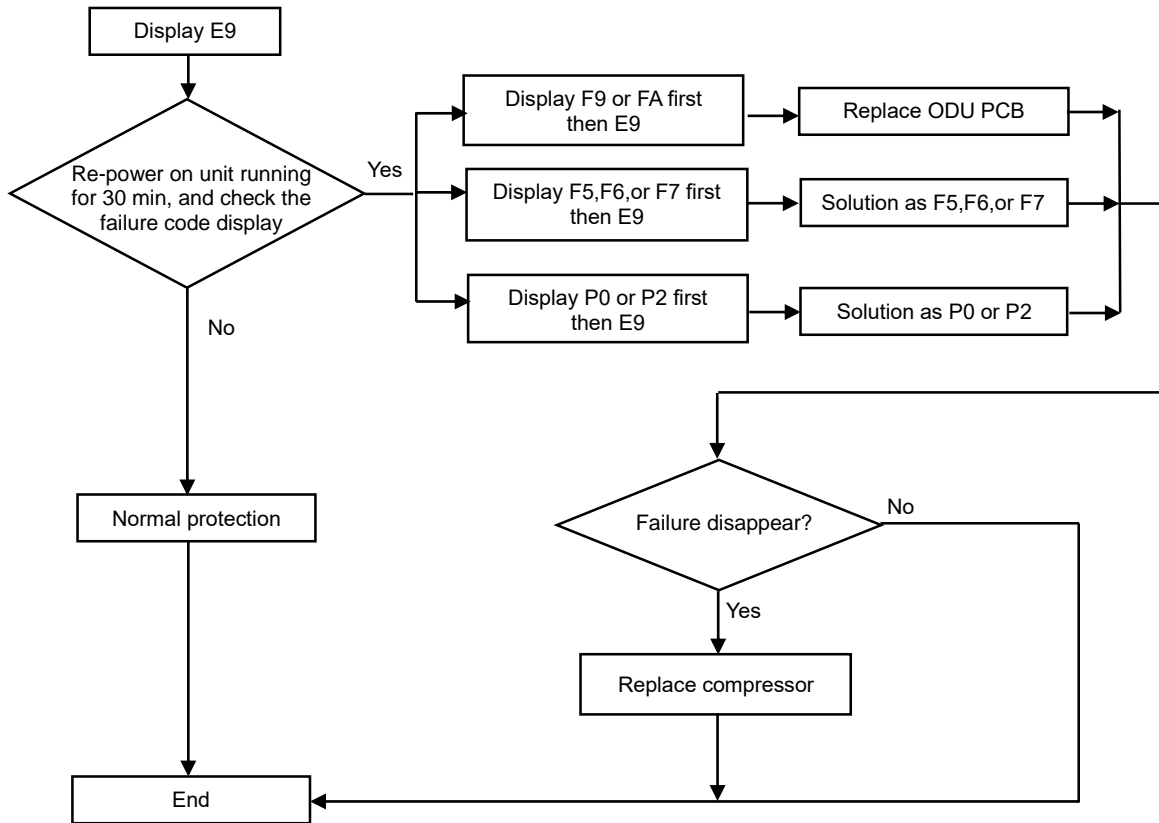 Display E9
Re-power on unit running
for 30 min, and check the
failure code display
Yes
No
Display F9 or FA first
then E9
Replace ODU PCB
Display F5,F6,or F7 first
then E9
Solution as F5,F6,or F7
Display P0 or P2 first
then E9
Solution as P0 or P2
Normal protection
Failure disappear?
No
Yes
Replace compressor
End